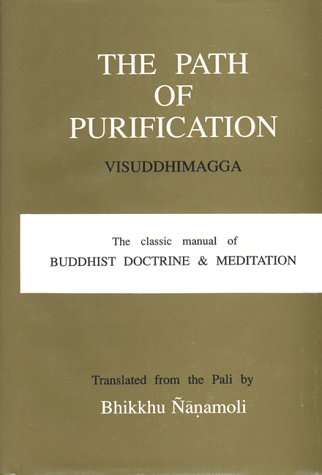 THE PATH
OF
PURIFICATION
VISUDDHIMAGGA
The classic manual of
BUDDHIST DOCTRINE & MEDITATION
Translated from the Pali by
Bhikkhu Ñāṇamoli